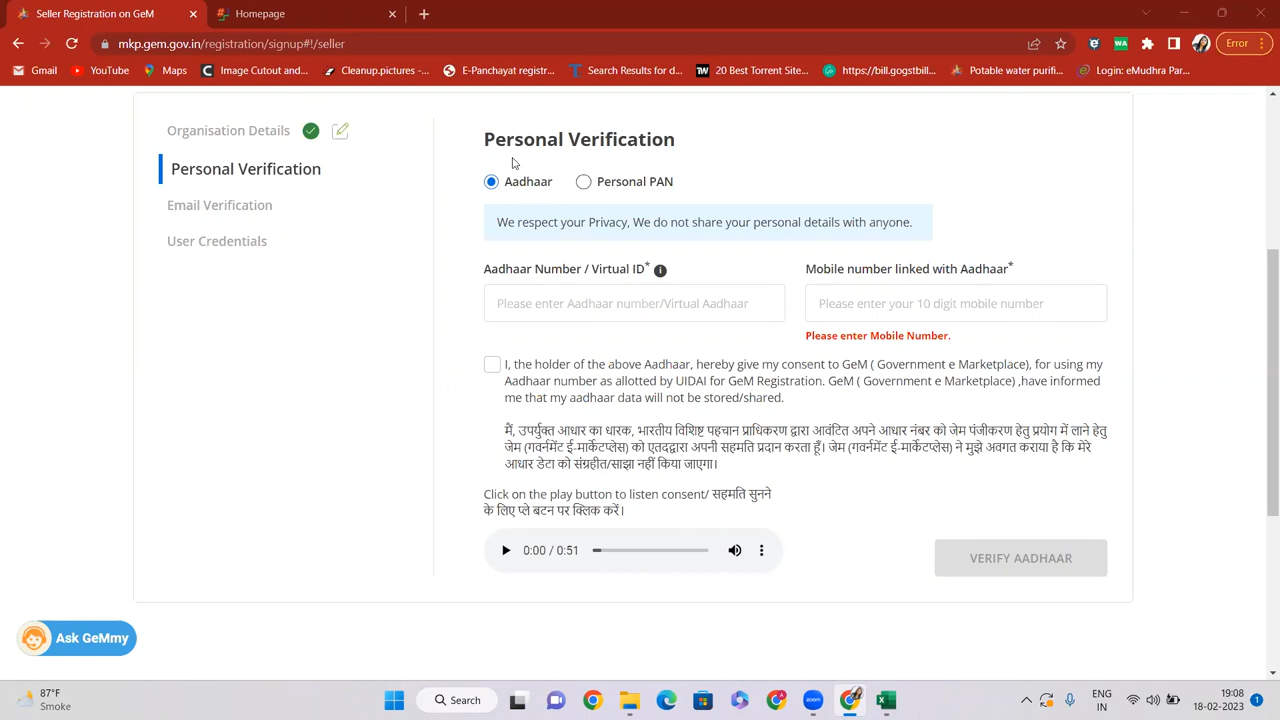 Seller Registration on GeM
Homepage
mkp.gem.gov.in/registration/signup#!/seller
Error
Gmail
YouTube
Maps
Image Cutout and...
Cleanup.pictures -...
E-Panchayat registr...
Search Results for d...
20 Best Torrent Site...
https://bill.gogstbill...
Potable water purifi...
Login: eMudhra Par...
Organisation Details
Personal Verification
Email Verification
User Credentials
Personal Verification
Aadhaar
Personal PAN
We respect your Privacy, We do not share your personal details with anyone.
Aadhaar Number / Virtual ID*
Please enter Aadhaar number/Virtual Aadhaar
Mobile number linked with Aadhaar*
Please enter your 10 digit mobile number
Please enter Mobile Number.
I, the holder of the above Aadhaar, hereby give my consent to GeM ( Government e Marketplace), for using my
Aadhaar number as allotted by UIDAI for GeM Registration. GeM ( Government e Marketplace) ,have informed
me that my aadhaar data will not be stored/shared.
मैं, उपर्युक्त आधार का धारक, भारतीय विशिष्ट पहचान प्राधिकरण द्वारा आवंटित अपने आधार नंबर को जेम पंजीकरण हेतु प्रयोग में लाने हेतु
जेम (गवर्नमेंट ई-मार्केटप्लेस) को एतदद्वारा अपनी सहमति प्रदान करता हूँ। जेम (गवर्नमेंट ई-मार्केटप्लेस) ने मुझे अवगत कराया है कि मेरे
आधार डेटा को संग्रहीत/साझा नहीं किया जाएगा।
Click on the play button to listen consent/ सहमति सुनने
के लिए प्ले बटन पर क्लिक करें।
0:00 / 0:51
VERIFY AADHAAR
Ask GeMmy
87°F
Smoke
Search
ENG
IN
19:08
18-02-2023
1